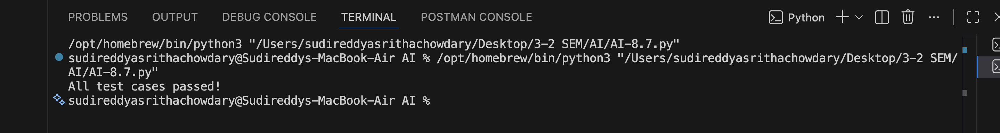 PROBLEMS OUTPUT DEBUG CONSOLE TERMINAL POSTMAN CONSOLE Python
/opt/homebrew/bin/python3 "/Users/sudireddyasrithachowdary/Desktop/3-2 SEM/AI/AI-8.7.py"
sudireddyasrithachowdary@Sudireddys-MacBook-Air AI % /opt/homebrew/bin/python3 "/Users/sudireddyasrithachowdary/Desktop/3-2 SEM/
AI/AI-8.7.py"
All test cases passed!
sudireddyasrithachowdary@Sudireddys-MacBook-Air AI %